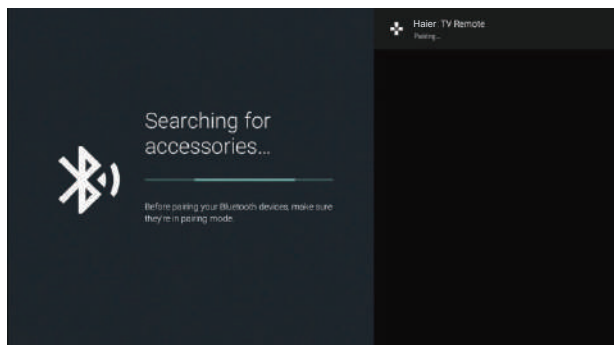 Searching for
accessories...
Before pairing your Bluetooth devices, make sure
they're in pairing mode.
Haier TV Remote
Pairing...